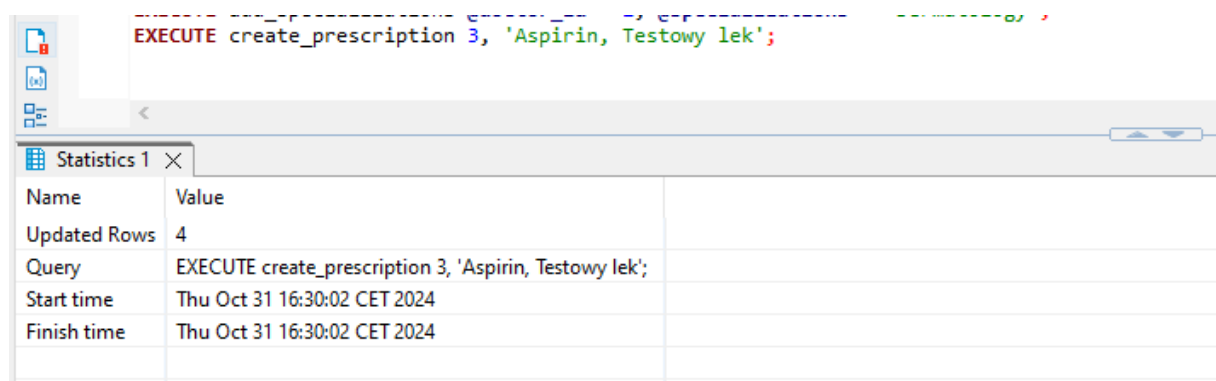 EXECUTE create_prescription 3, 'Aspirin, Testowy lek';
Statistics 1
Name Value
Updated Rows 4
Query EXECUTE create_prescription 3, 'Aspirin, Testowy lek';
Start time Thu Oct 31 16:30:02 CET 2024
Finish time Thu Oct 31 16:30:02 CET 2024